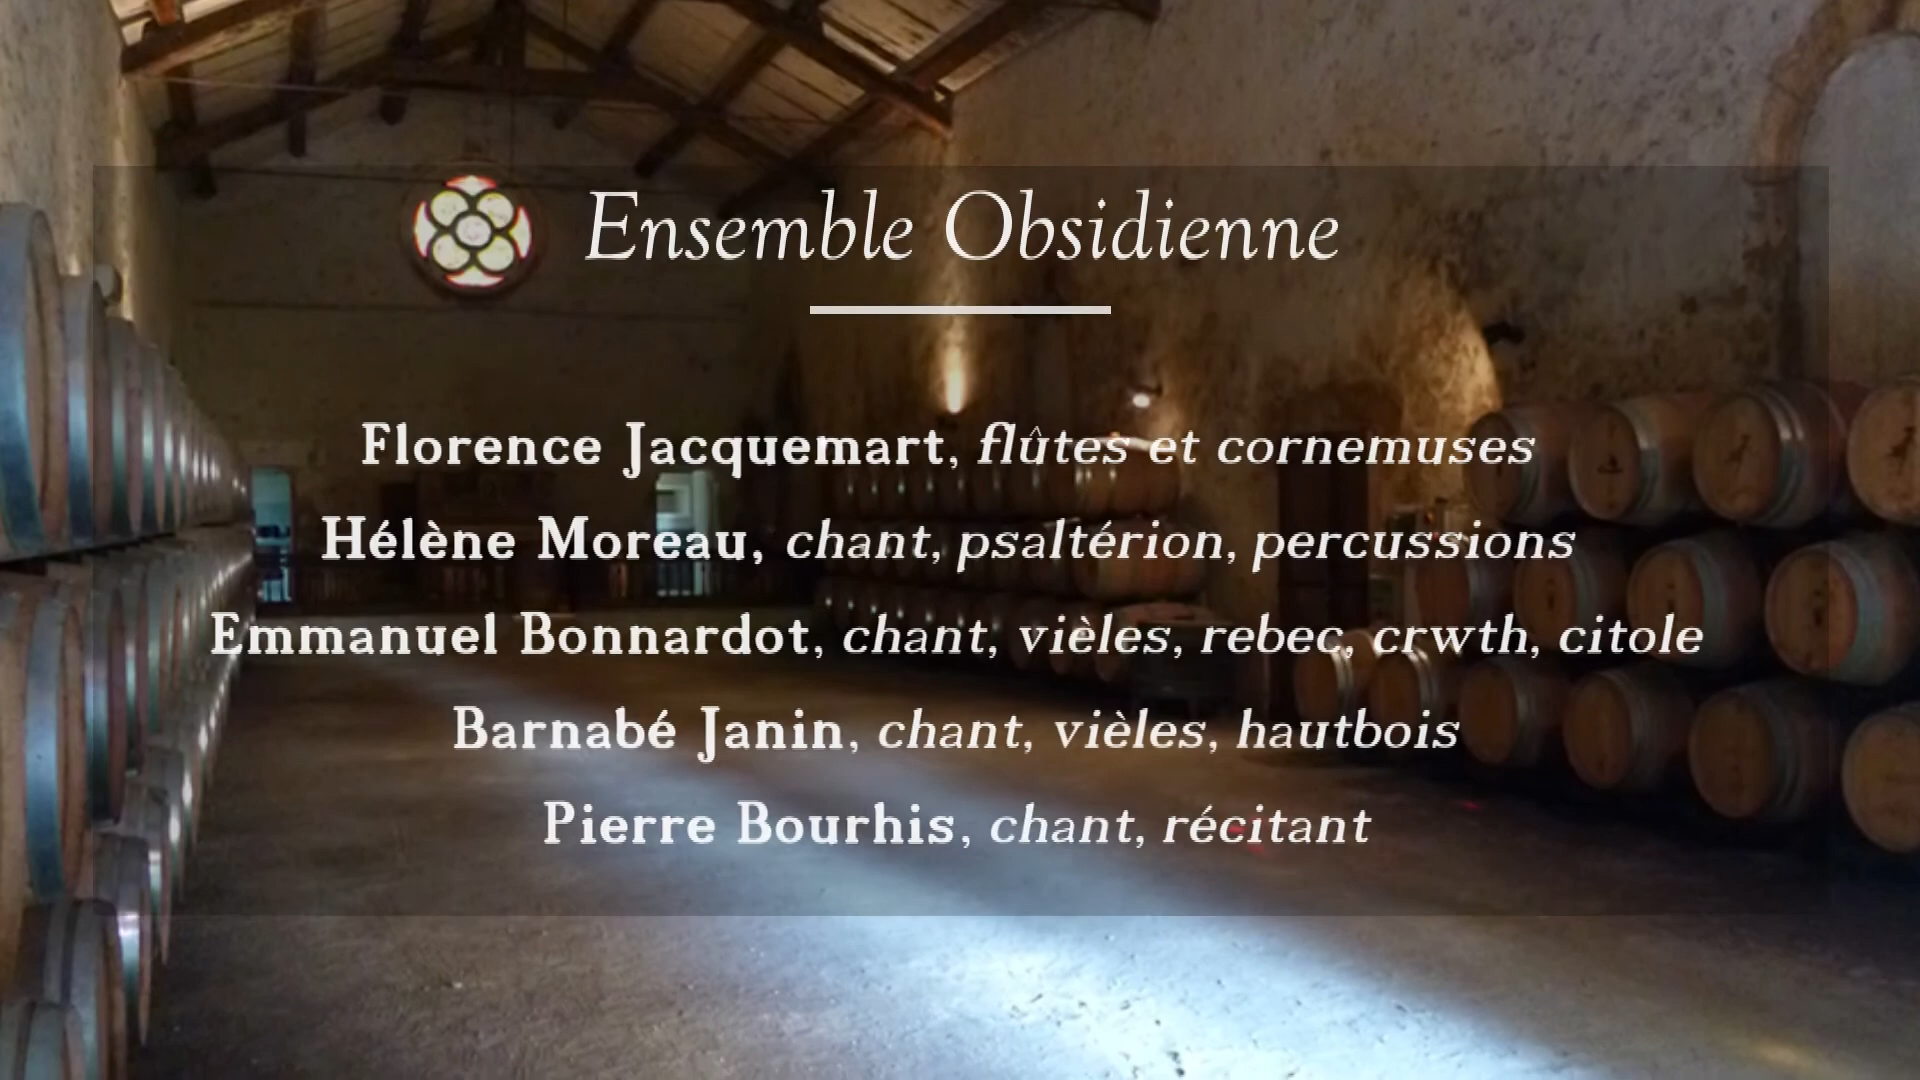 Ensemble Obsidienne
Florence Jacquemart, flûtes et cornemuses
Hélène Moreau, chant, psaltérion, percussions
Emmanuel Bonnardot, chant, vièles, rebec, crwth, citole
Barnabé Janin, chant, vièles, hautbois
Pierre Bourhis, chant, récitant